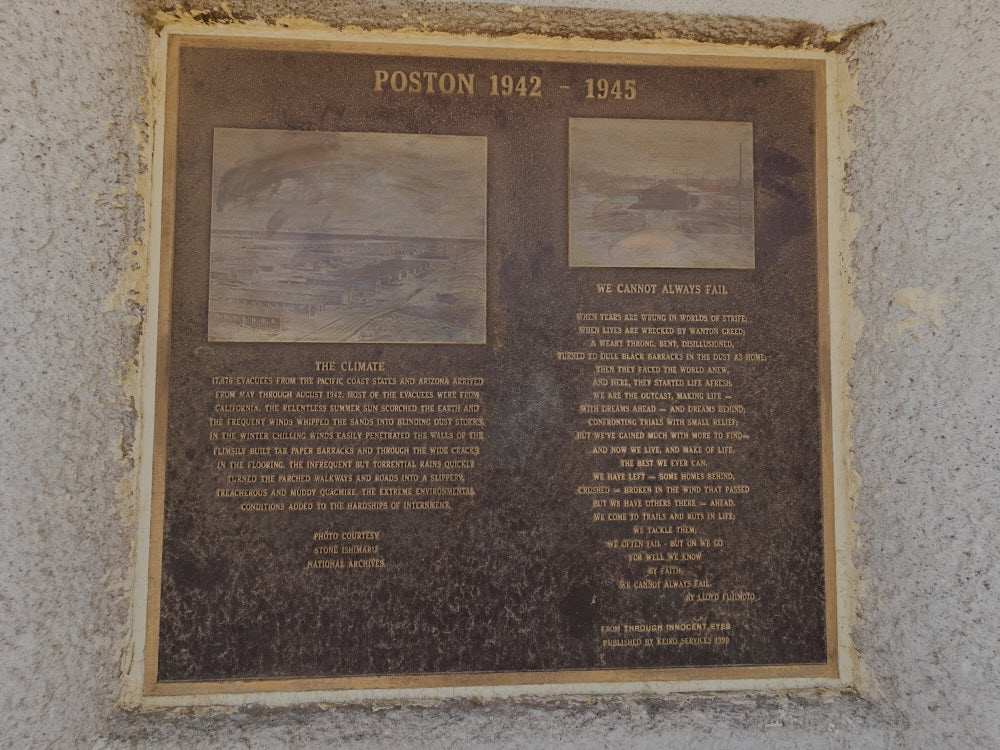 POSTON 1942 - 1945
THE CLIMATE
17,876 EVACUEES FROM THE PACIFIC COAST STATES AND ARIZONA ARRIVED
FROM MAY THROUGH AUGUST 1942. MOST OF THE EVACUEES WERE FROM
CALIFORNIA. THE RELENTLESS SUMMER SUN SCORCHED THE EARTH AND
THE FREQUENT WINDS WHIPPED THE SANDS INTO BLINDING DUST STORMS.
IN THE WINTER CHILLING WINDS EASILY PENETRATED THE WALLS OF THE
FLIMSILY BUILT TAR PAPER BARRACKS AND THROUGH THE WIDE CRACKS
IN THE FLOORING. THE INFREQUENT BUT TORRENTIAL RAINS QUICKLY
TURNED THE PARCHED WALKWAYS AND ROADS INTO A SLIPPERY,
TREACHEROUS AND MUDDY QUAGMIRE. THE EXTREME ENVIRONMENTAL
CONDITIONS ADDED TO THE HARDSHIPS OF INTERNMENT.
PHOTO COURTESY
STONE ISHIMARU
NATIONAL ARCHIVES
WE CANNOT ALWAYS FAIL
WHEN TEARS ARE WRUNG IN WORLDS OF STRIFE;
WHEN LIVES ARE WRECKED BY WANTON GREED;
A WEARY THRONG, BENT, DISILLUSIONED,
TURNED TO DULL BLACK BARRACKS IN THE DUST AS HOME;
THEN THEY FACED THE WORLD ANEW,
AND HERE, THEY STARTED LIFE AFRESH.
WE ARE THE OUTCAST, MAKING LIFE —
WITH DREAMS AHEAD — AND DREAMS BEHIND;
CONFRONTING TRIALS WITH SMALL RELIEF;
BUT WE'VE GAINED MUCH WITH MORE TO FIND—
AND NOW WE LIVE, AND MAKE OF LIFE,
THE BEST WE EVER CAN.
WE HAVE LEFT — SOME HOMES BEHIND,
CRUSHED — BROKEN IN THE WIND THAT PASSED
BUT WE HAVE OTHERS THERE — AHEAD.
WE COME TO TRAILS AND RUTS IN LIFE;
WE TACKLE THEM;
WE OFTEN FAIL - BUT ON WE GO
FOR WELL WE KNOW
BY FAITH,
WE CANNOT ALWAYS FAIL.
BY LLOYD FUJIMOTO
FROM THROUGH INNOCENT EYES
PUBLISHED BY KEIRO SERVICES 1990